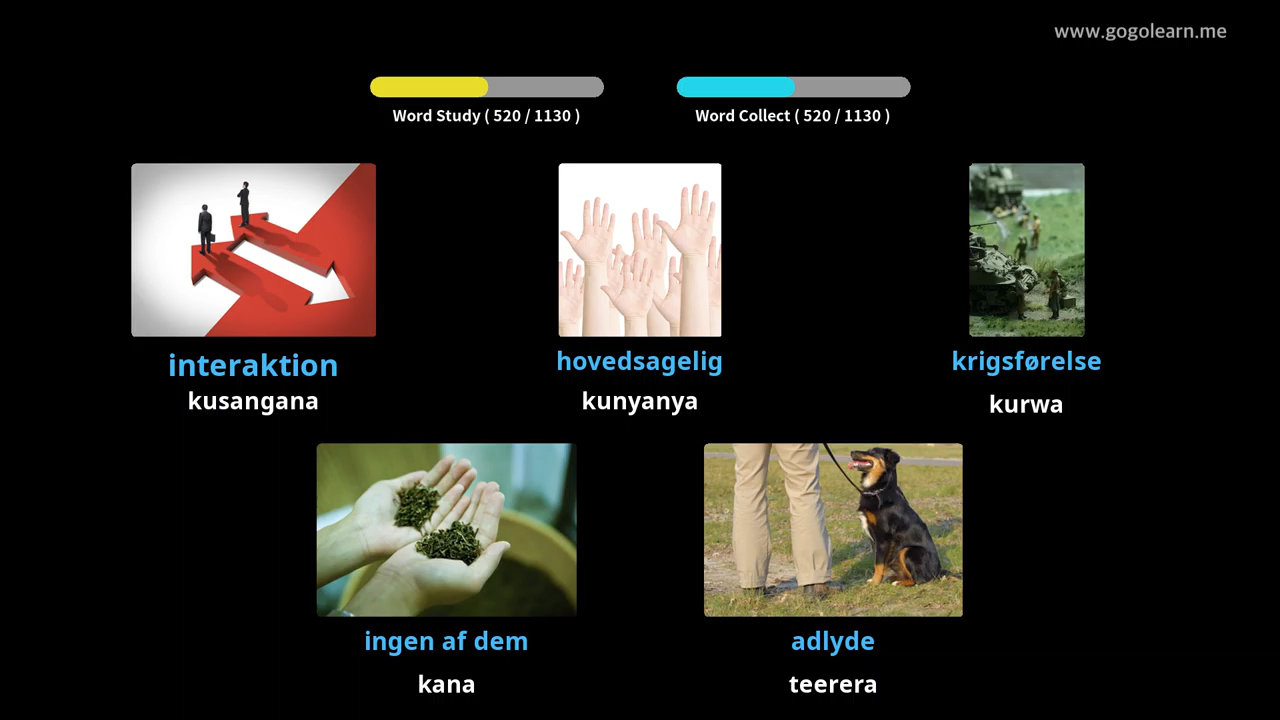 www.gogolearn.me
Word Study ( 520 / 1130 )
Word Collect ( 520 / 1130 )
interaktion
kusangana
hovedsagelig
kunyanya
krigsførelse
kurwa
ingen af dem
kana
adlyde
teerera